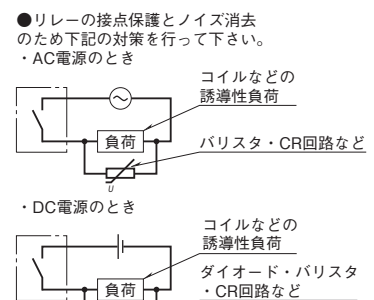 ●リレーの接点保護とノイズ消去
のため下記の対策を行って下さい。
・AC電源のとき
コイルなどの
誘導性負荷
負荷
バリスタ・CR回路など
U
・DC電源のとき
コイルなどの
誘導性負荷
ダイオード・バリスタ
・CR回路など
負荷